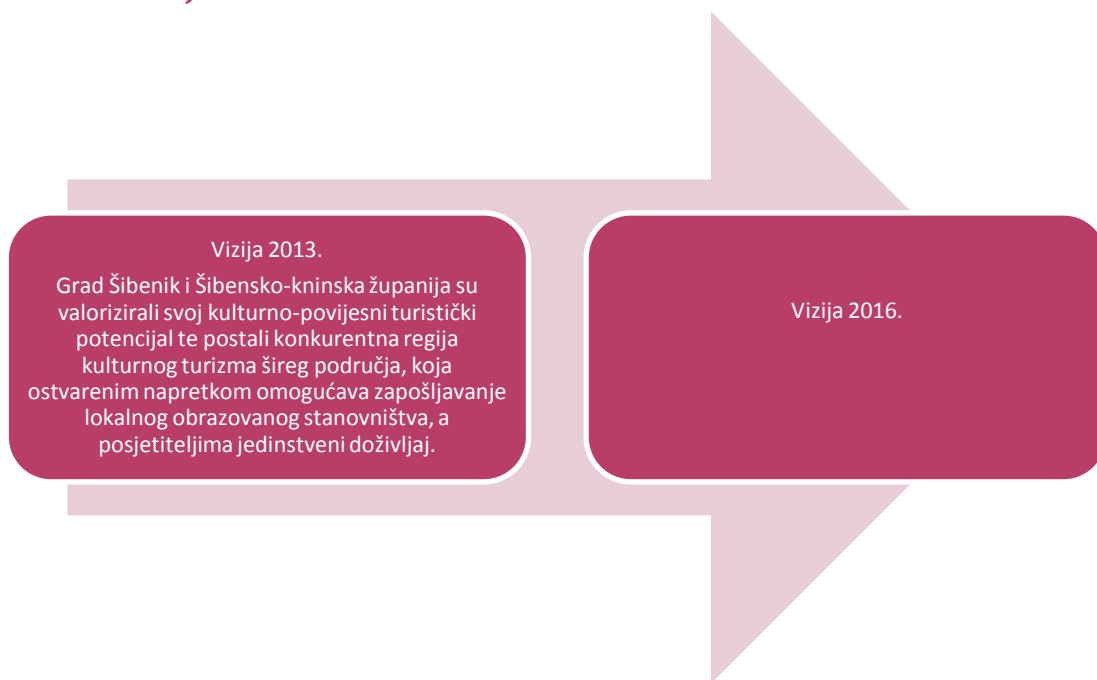 Vizija 2013.
Grad Šibenik i Šibensko-kninska županija su
valorizirali svoj kulturno-povijesni turistički
potencijal te postali konkurentna regija
kulturnog turizma šireg područja, koja
ostvarenim napretkom omogućava zapošljavanje
lokalnog obrazovanog stanovništva, a
posjetiteljima jedinstveni doživljaj.
Vizija 2016.